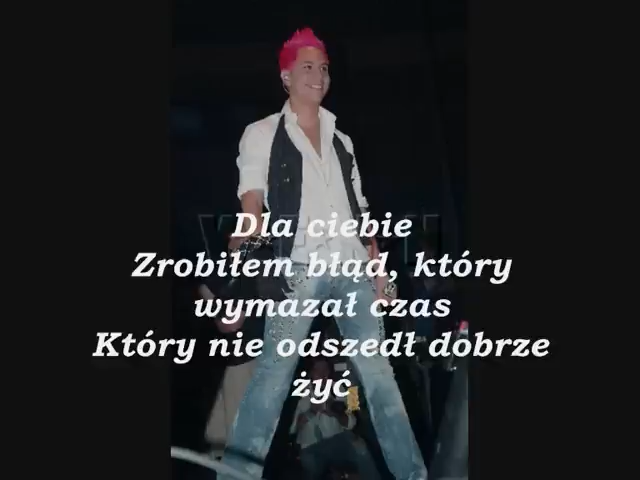 Dla ciebie
Zrobiłem błąd, który
wymazał czas
Który nie odszedł dobrze
żyć